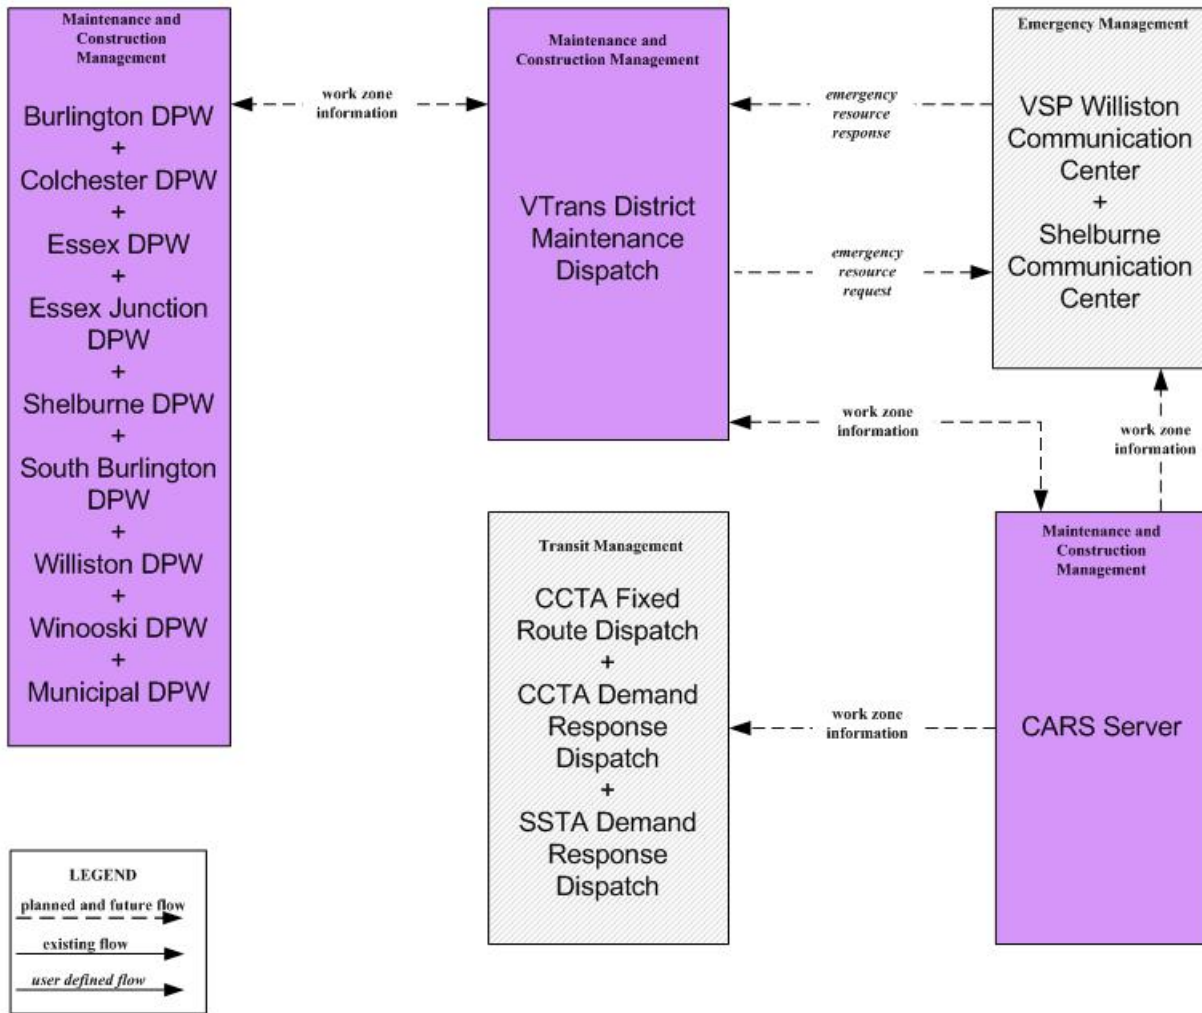 Maintenance and
Construction
Management
Burlington DPW
+
Colchester DPW
+
Essex DPW
+
Essex Junction
DPW
+
Shelburne DPW
+
South Burlington
DPW
+
Williston DPW
+
Winooski DPW
+
Municipal DPW
work zone
information
Maintenance and
Construction Management
VTrans District
Maintenance
Dispatch
emergency
resource
response
emergency
resource
request
Emergency Management
VSP Williston
Communication
Center
+
Shelburne
Communication
Center
work zone
information
work zone
information
Transit Management
CCTA Fixed
Route Dispatch
+
CCTA Demand
Response
Dispatch
+
SSTA Demand
Response
Dispatch
work zone
information
Maintenance and
Construction
Management
CARS Server
LEGEND
planned and future flow
existing flow
user defined flow